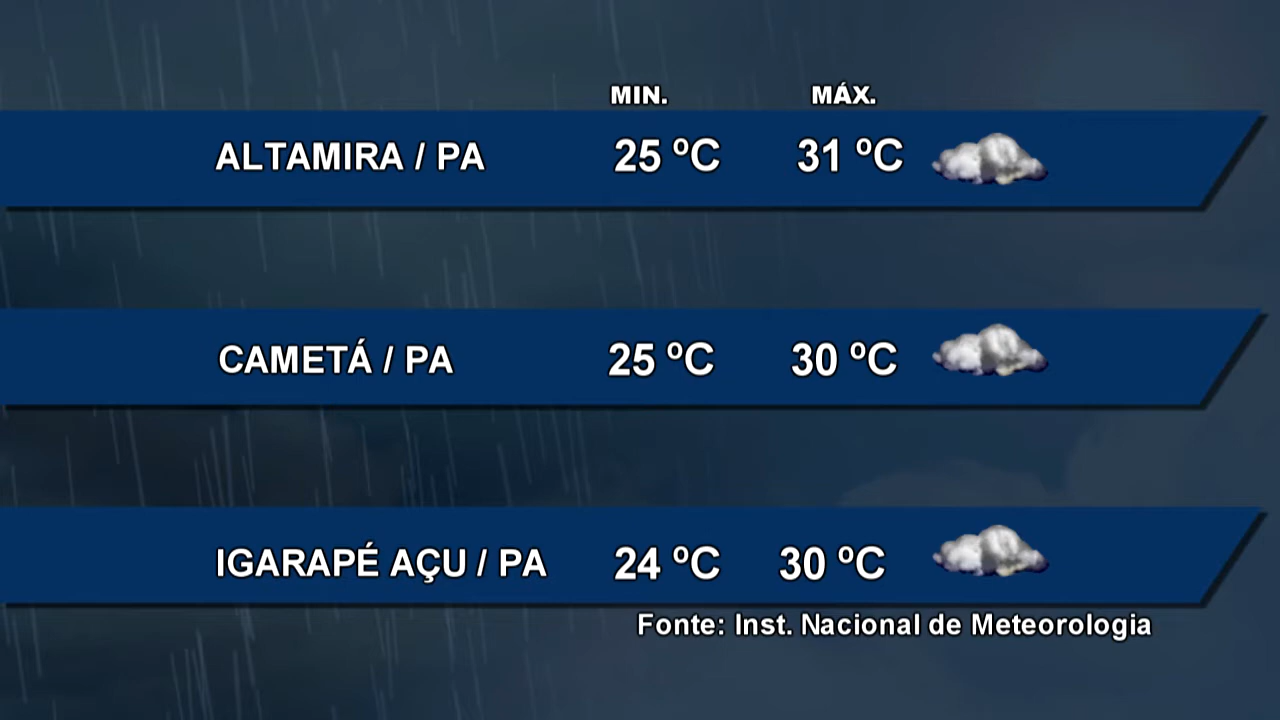 MIN. MÁX.
ALTAMIRA / PA 25 ºC 31 ºC
CAMETÁ / PA 25 ºC 30 ºC
IGARAPÉ AÇU / PA 24 ºC 30 ºC
Fonte: Inst. Nacional de Meteorologia